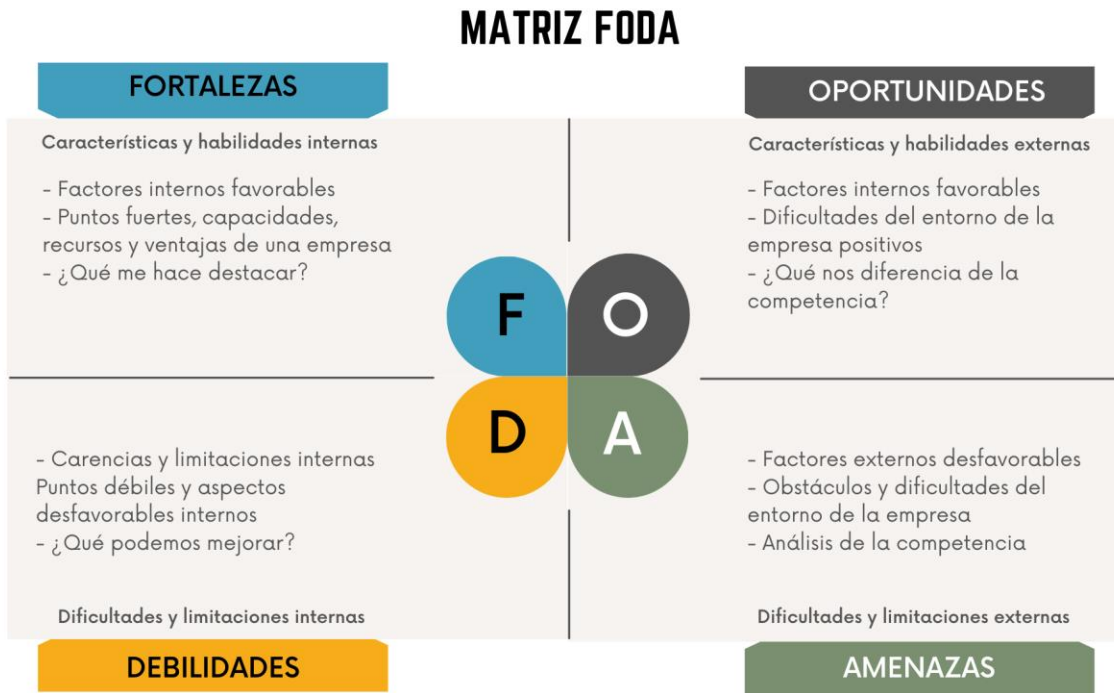 MATRIZ FODA
FORTALEZAS
Características y habilidades internas
- Factores internos favorables
- Puntos fuertes, capacidades,
recursos y ventajas de una empresa
- ¿Qué me hace destacar?
OPORTUNIDADES
Características y habilidades externas
- Factores internos favorables
- Dificultades del entorno de la
empresa positivos
- ¿Qué nos diferencia de la
competencia?
F
O
D
A
- Carencias y limitaciones internas
Puntos débiles y aspectos
desfavorables internos
- ¿Qué podemos mejorar?
Dificultades y limitaciones internas
DEBILIDADES
- Factores externos desfavorables
- Obstáculos y dificultades del
entorno de la empresa
- Análisis de la competencia
Dificultades y limitaciones externas
AMENAZAS